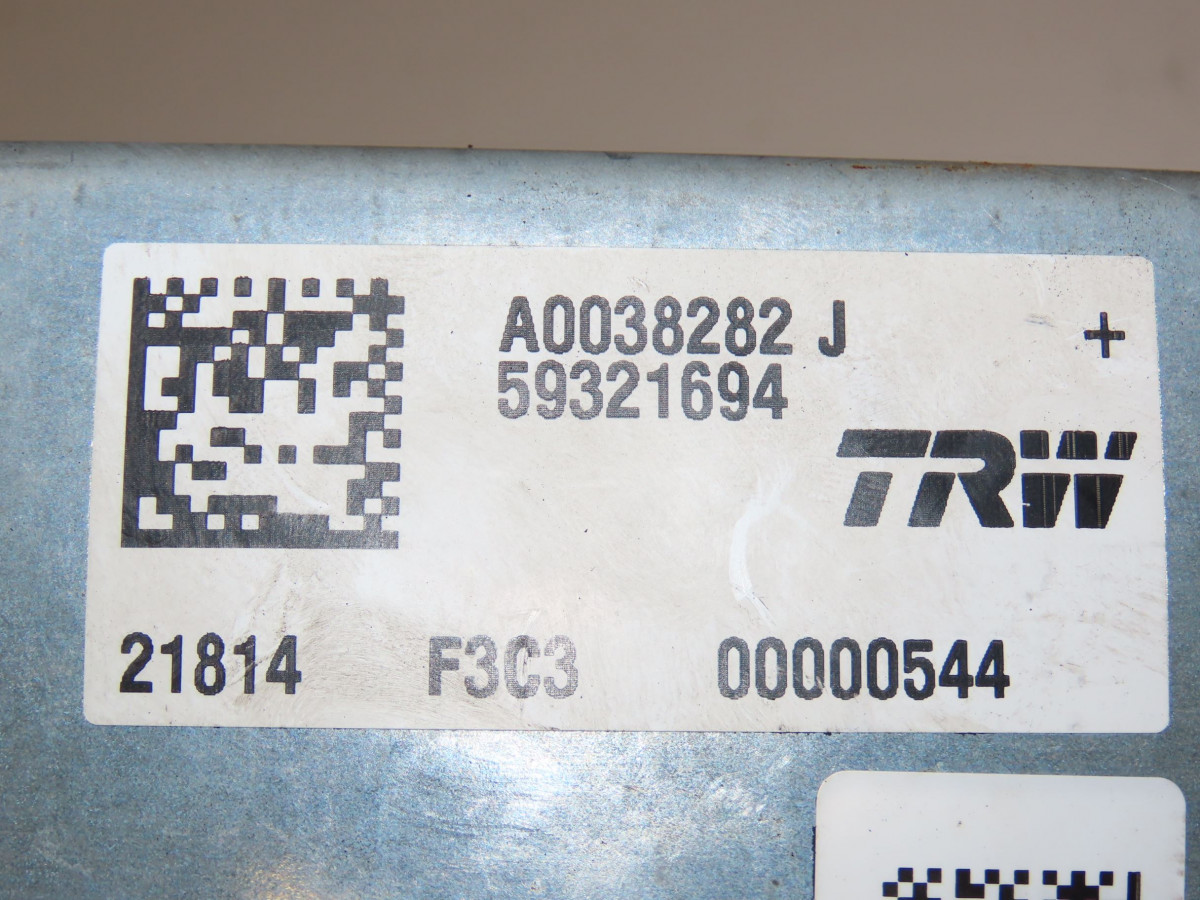 A0038282 J +
59321694
TRW
21814 F3C3 00000544